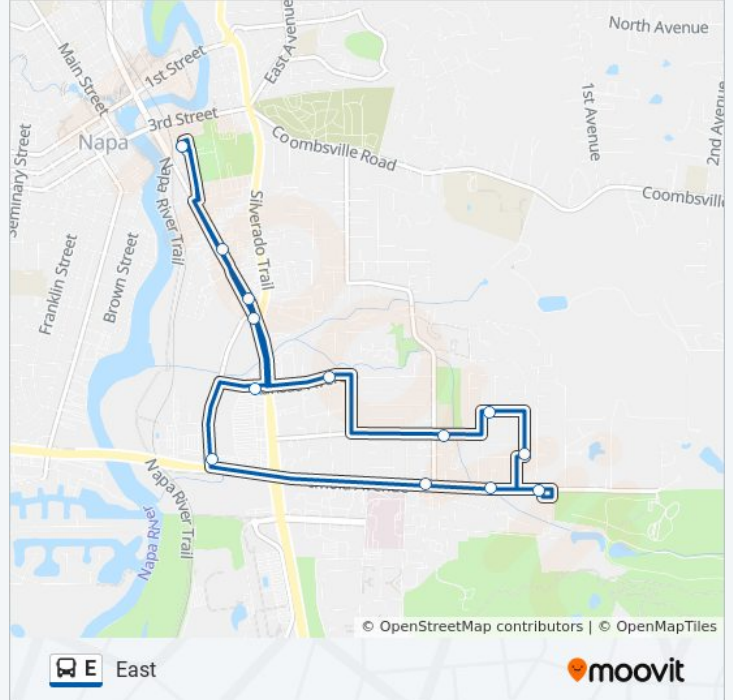 North Avenue
East Avenue
1st Street
Main Street
3rd Street
Napa
Coombsville Road
1st Avenue
2nd Avenue
Seminary Street
Napa River Trail
Silverado Trail
Franklin Street
Brown Street
Avenue
Napa River Trail
Napa River
© OpenStreetMap contributors | © OpenMapTiles
E East
moovit